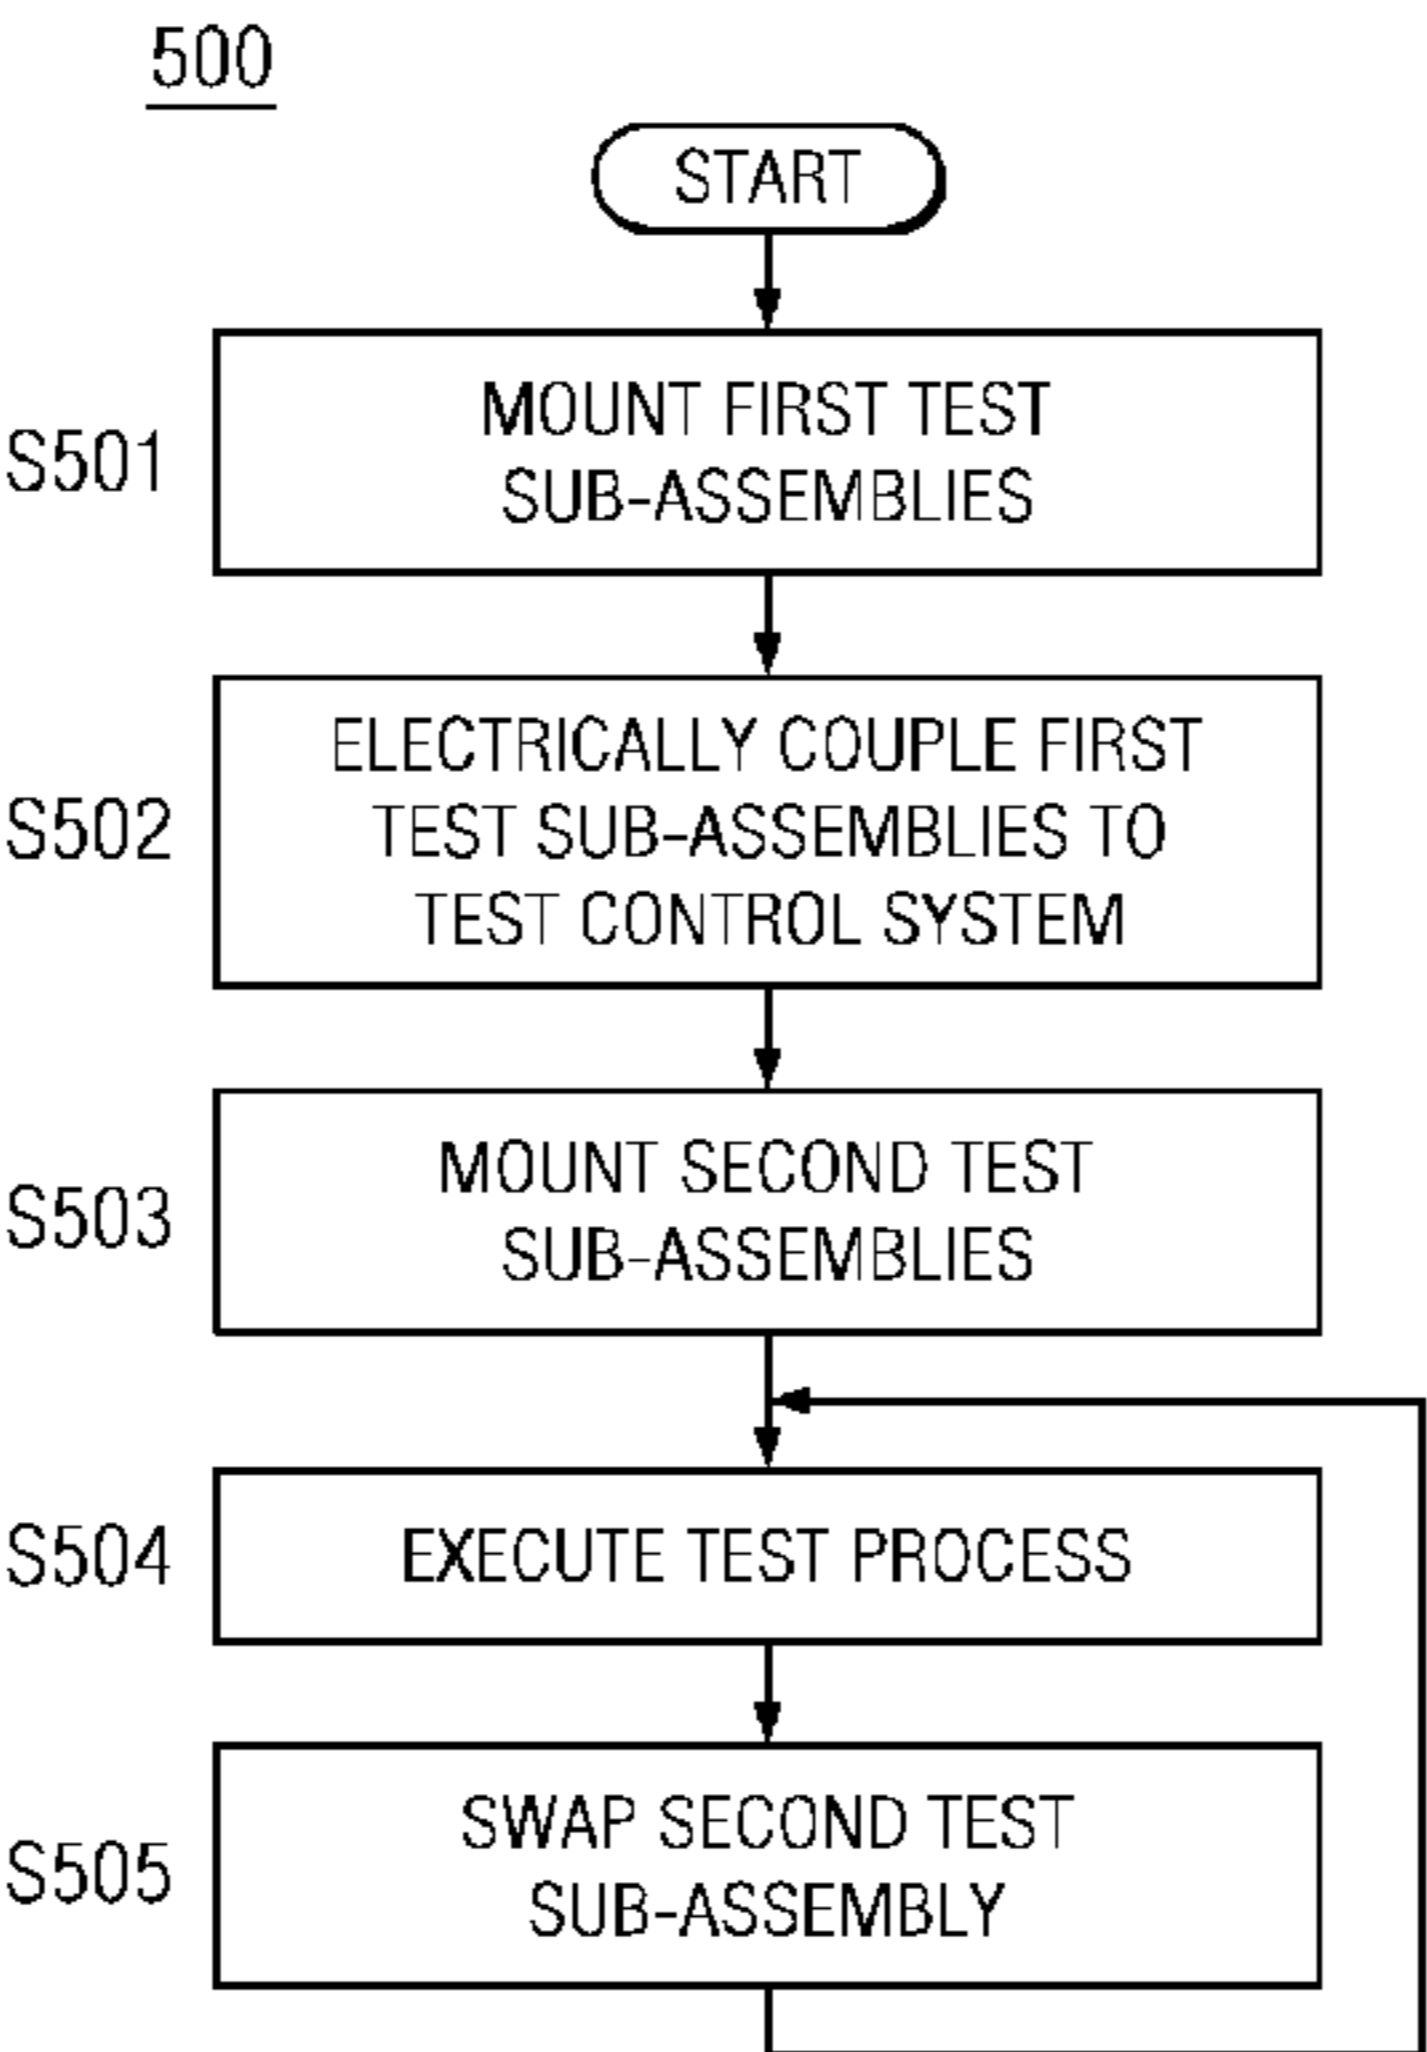 500
START
S501
MOUNT FIRST TEST
SUB-ASSEMBLIES
S502
ELECTRICALLY COUPLE FIRST
TEST SUB-ASSEMBLIES TO
TEST CONTROL SYSTEM
S503
MOUNT SECOND TEST
SUB-ASSEMBLIES
S504
EXECUTE TEST PROCESS
S505
SWAP SECOND TEST
SUB-ASSEMBLY